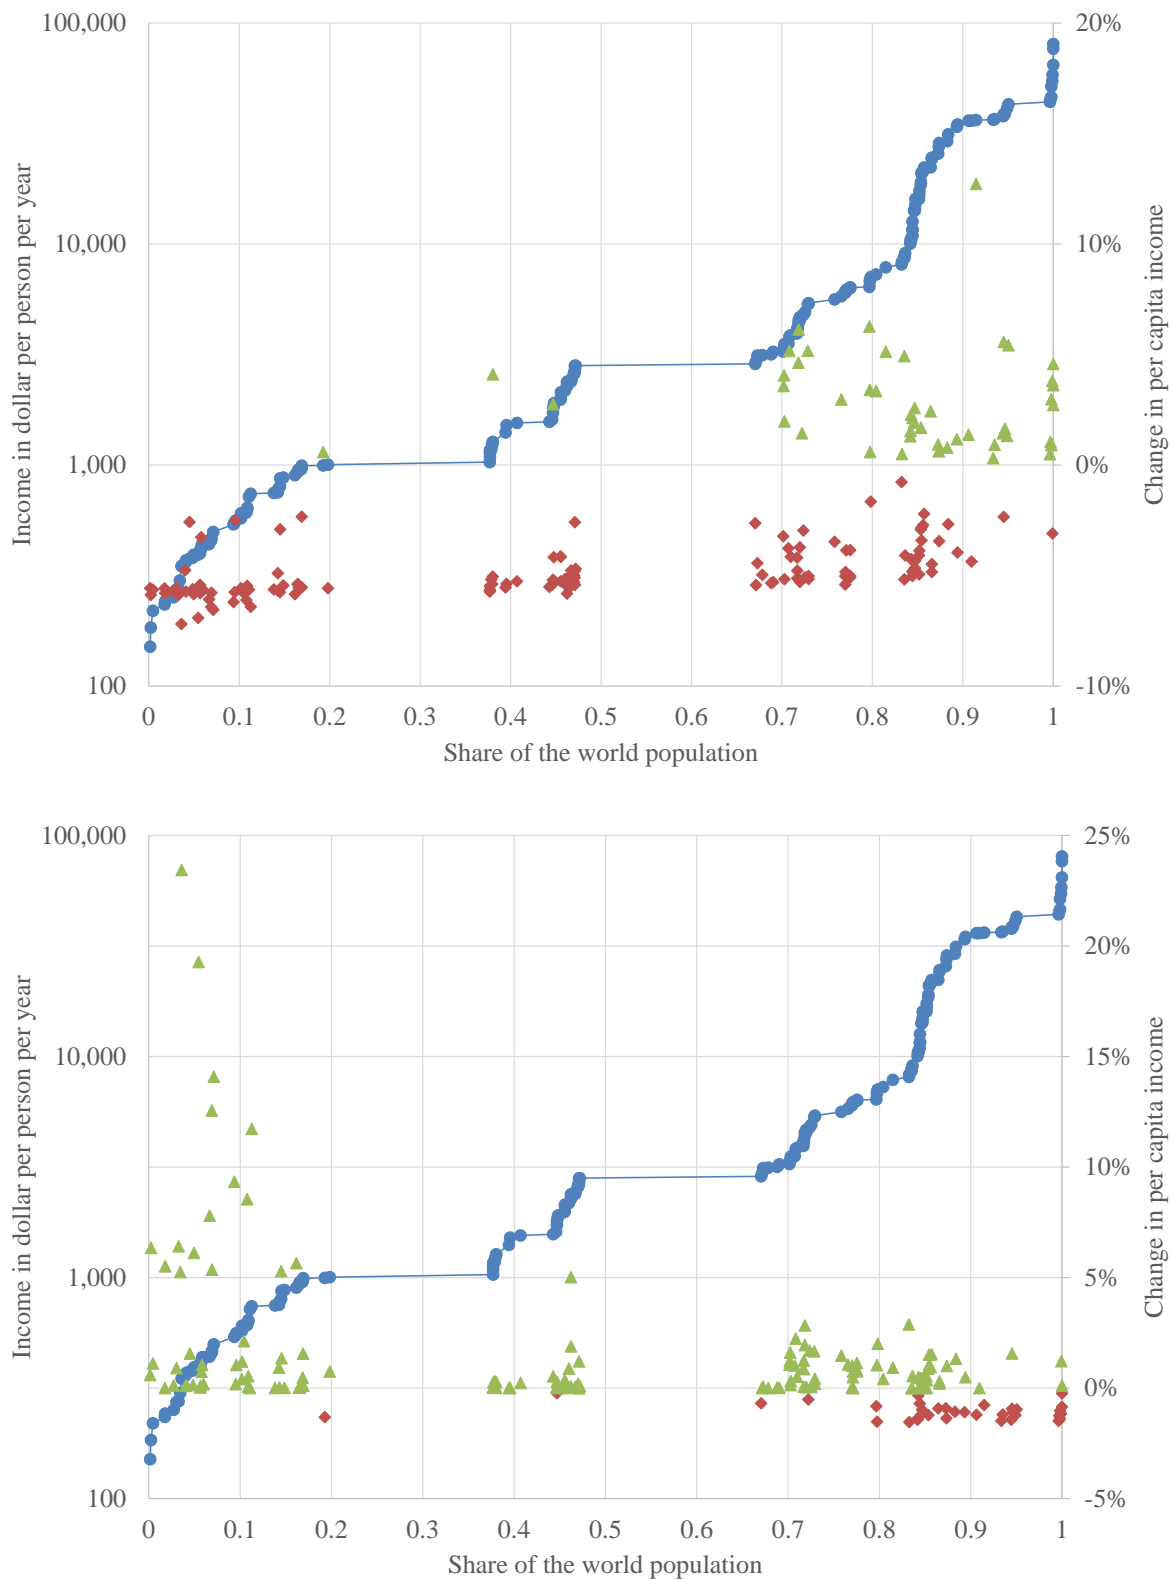 100,000
10,000
1,000
100
Income in dollar per person per year
20%
10%
0%
-10%
Change in per capita income
0 0.1 0.2 0.3 0.4 0.5 0.6 0.7 0.8 0.9 1
Share of the world population
100,000
10,000
1,000
100
Income in dollar per person per year
25%
20%
15%
10%
5%
0%
-5%
Change in per capita income
0 0.1 0.2 0.3 0.4 0.5 0.6 0.7 0.8 0.9 1
Share of the world population